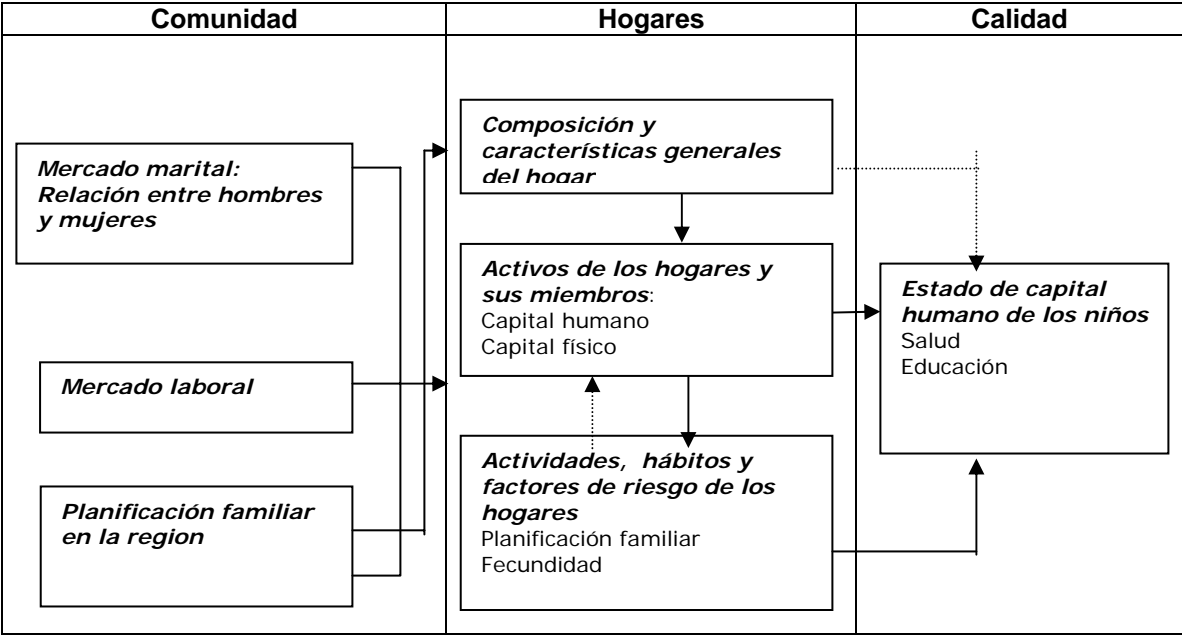 Comunidad
Hogares
Calidad
Mercado marital:
Relación entre hombres
y mujeres
Mercado laboral
Planificación familiar
en la region
Composición y
características generales
del hogar
Activos de los hogares y
sus miembros:
Capital humano
Capital físico
Actividades, hábitos y
factores de riesgo de los
hogares
Planificación familiar
Fecundidad
Estado de capital
humano de los niños
Salud
Educación